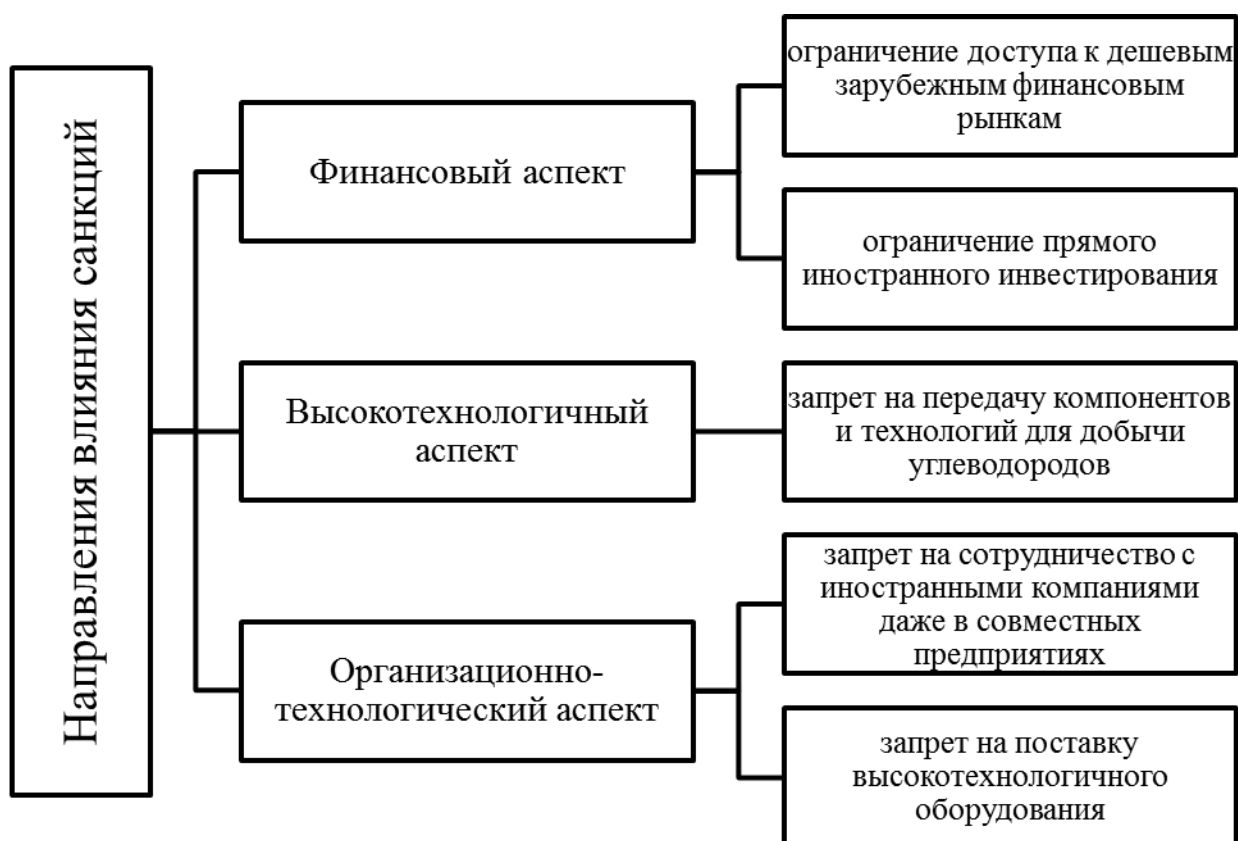 Направления влияния санкций
Финансовый аспект
ограничение доступа к дешевым
зарубежным финансовым
рынкам
ограничение прямого
иностранного инвестирования
Высокотехнологичный
аспект
запрет на передачу компонентов
и технологий для добычи
углеводородов
Организационно-
технологический аспект
запрет на сотрудничество с
иностранными компаниями
даже в совместных
предприятиях
запрет на поставку
высокотехнологичного
оборудования